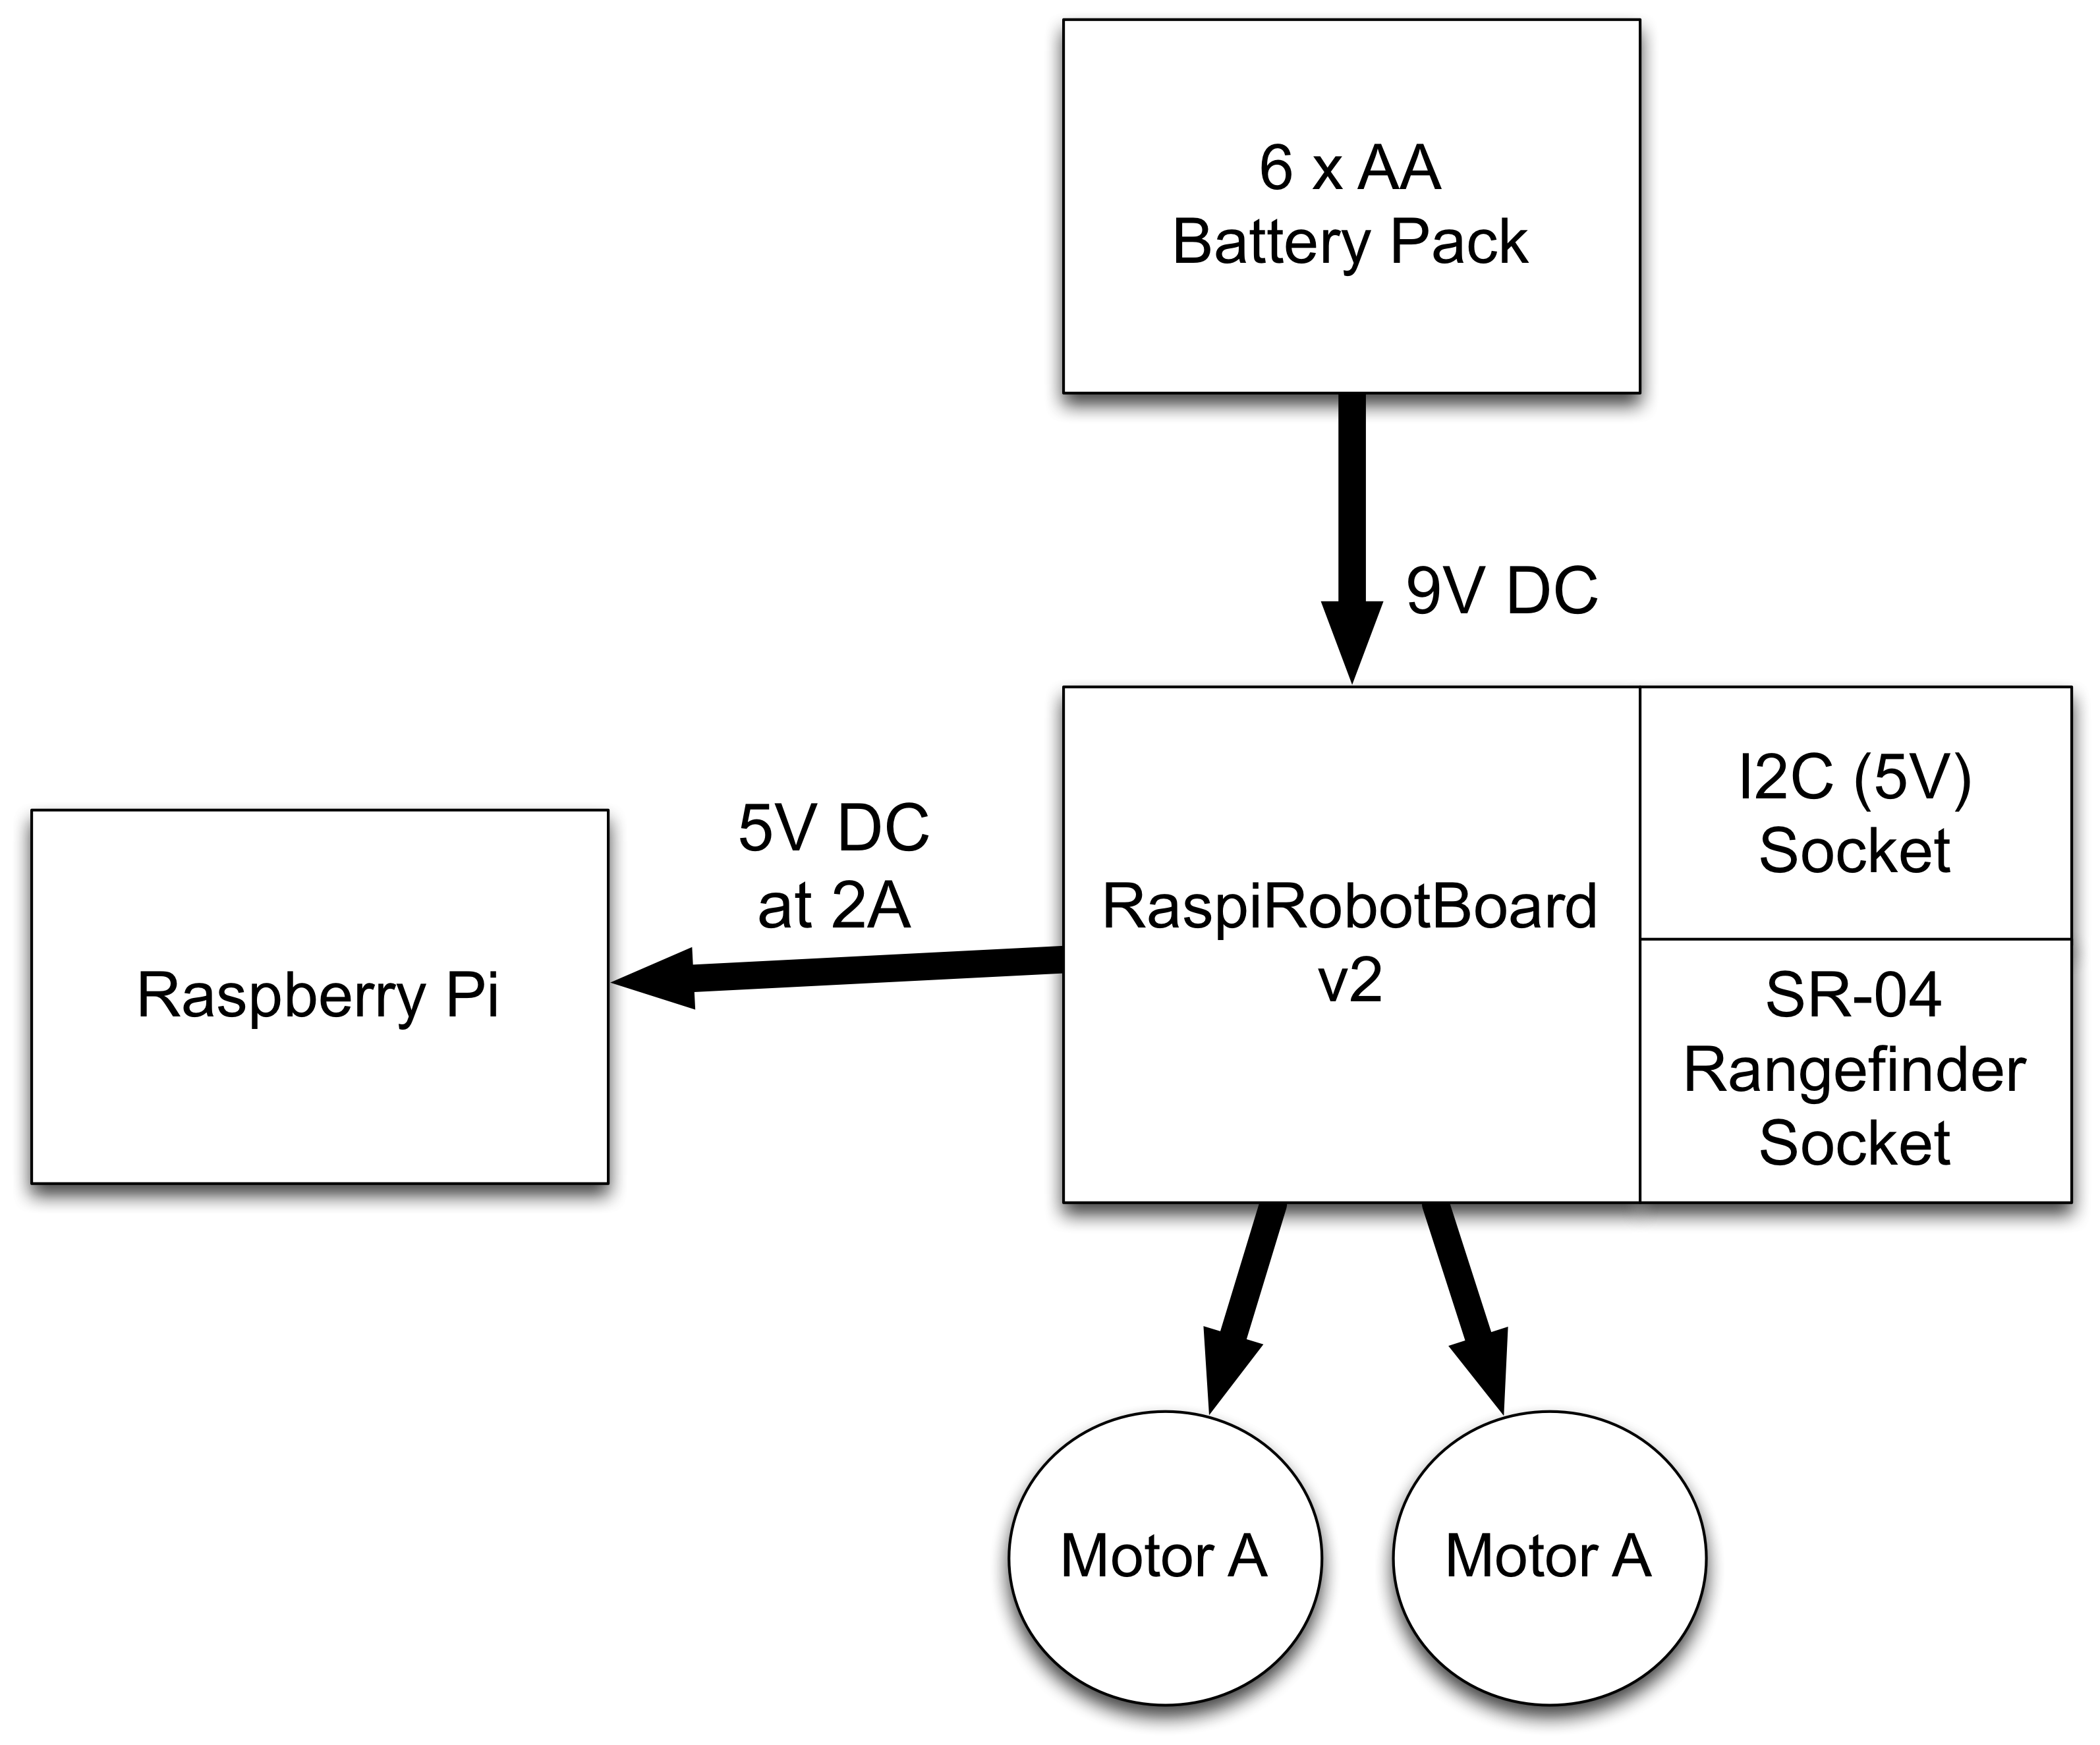 6 x AA
Battery Pack
9V DC
5V DC
at 2A
Raspberry Pi
RaspiRobotBoard
v2
I2C (5V)
Socket
SR-04
Rangefinder
Socket
Motor A
Motor A